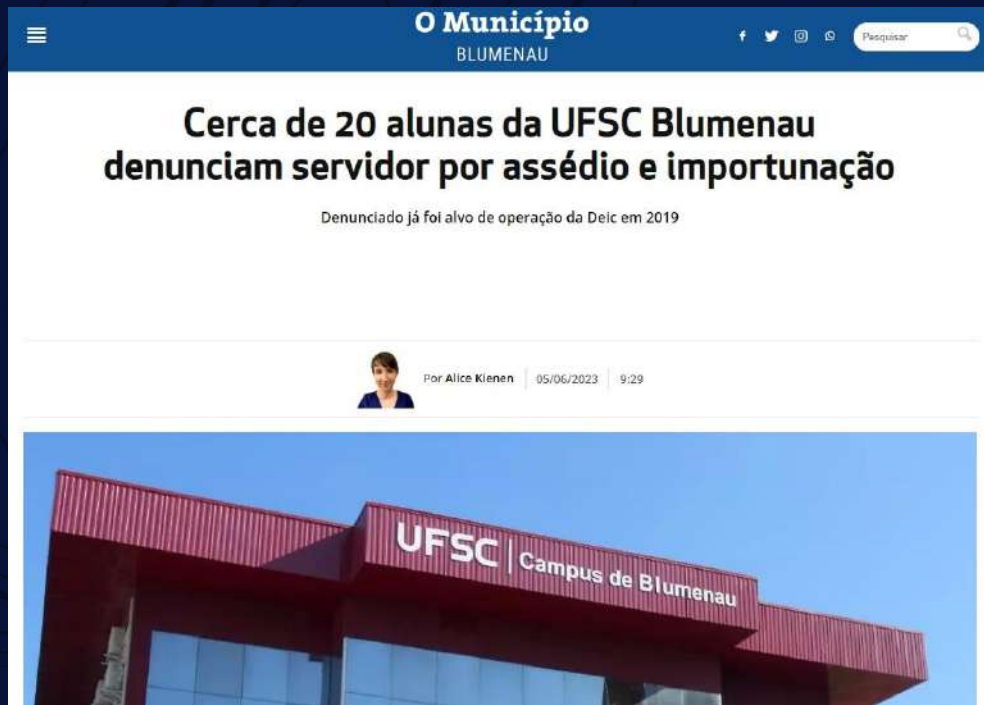 O Município
BLUMENAU
Pesquisar
Cerca de 20 alunas da UFSC Blumenau
denunciam servidor por assédio e importunação
Denunciado já foi alvo de operação da Deic em 2019
Por Alice Kienen 05/06/2023 9:29
UFSC Campus de Blumenau